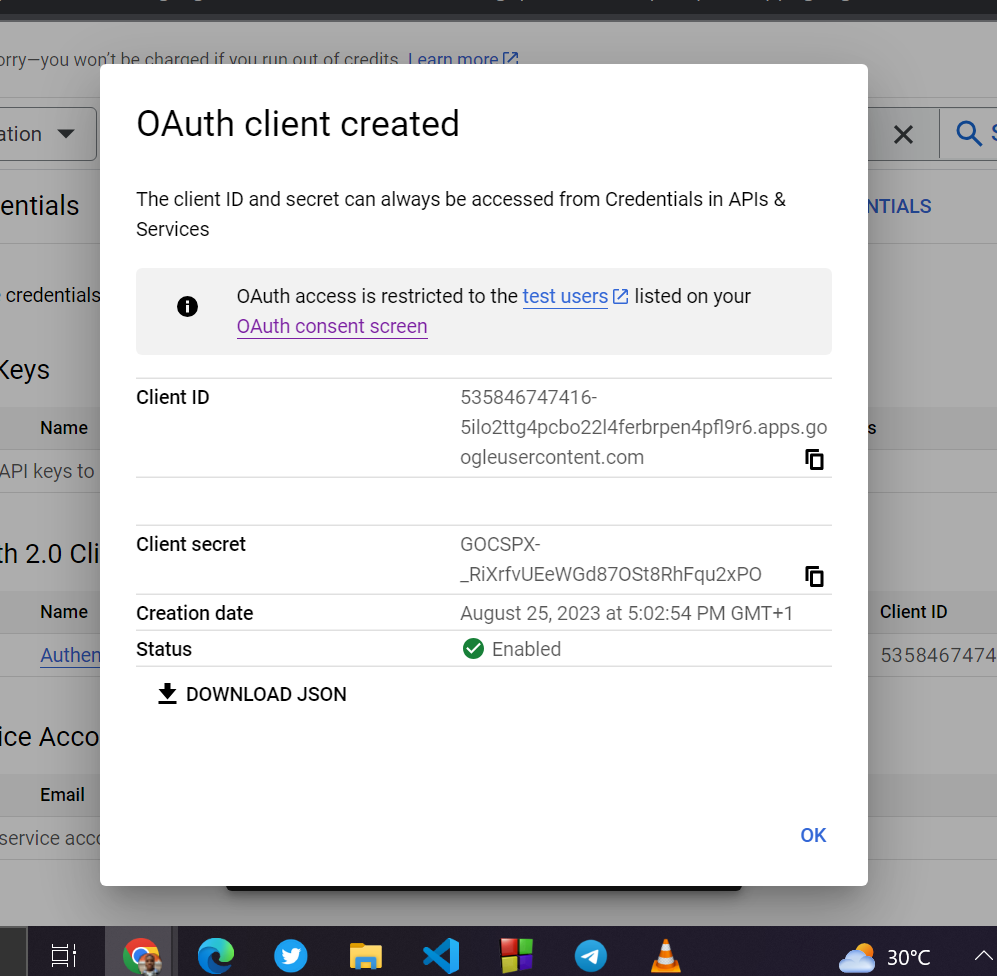 orry—you won't be charged if you run out of credits. Learn more
ation
OAuth client created
The client ID and secret can always be accessed from Credentials in APIs &
Services
entials
NTIALS
credentials
OAuth access is restricted to the test users listed on your
OAuth consent screen
Keys
Client ID
535846747416-
5ilo2ttg4pcbo22l4ferbrpen4pfl9r6.apps.go
ogleusercontent.com
Name
s
API keys to
Client secret
GOCSPX-
_RiXrfvUEeWGd87OSt8RhFqu2xPO
th 2.0 Cli
Name
Creation date
August 25, 2023 at 5:02:54 PM GMT+1
Client ID
Authen
Status
Enabled
5358467474
DOWNLOAD JSON
ice Acco
Email
service acco
OK
30°C